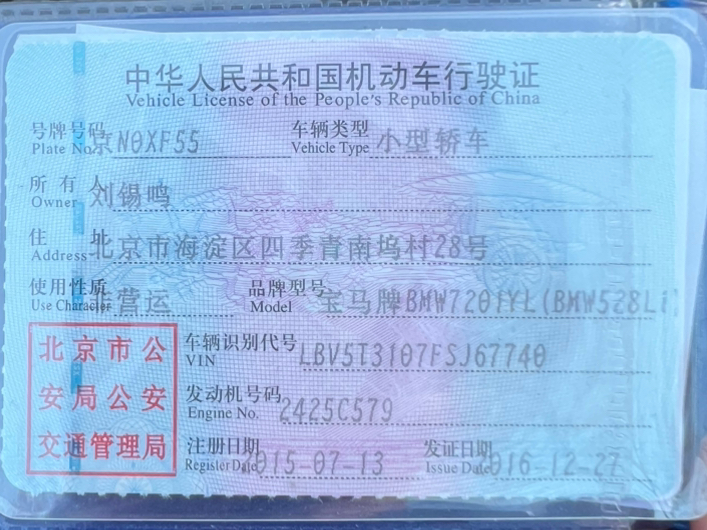 中华人民共和国机动车行驶证
Vehicle License of the People's Republic of China
号牌号码 京N0XF55 车辆类型 小型轿车
Plate No. Vehicle Type
所有人 刘锡鸣
Owner
住址 北京市海淀区四季青南坞村28号
Address
使用性质 非营运 品牌型号 宝马牌BMW7201YL(BMW528Li)
Use Character Model
北京市公安局公安交通管理局
车辆识别代号 LBV5T3107FSJ67740
VIN
发动机号码 2425C579
Engine No.
注册日期 015-07-13 发证日期 016-12-27
Register Date Issue Date